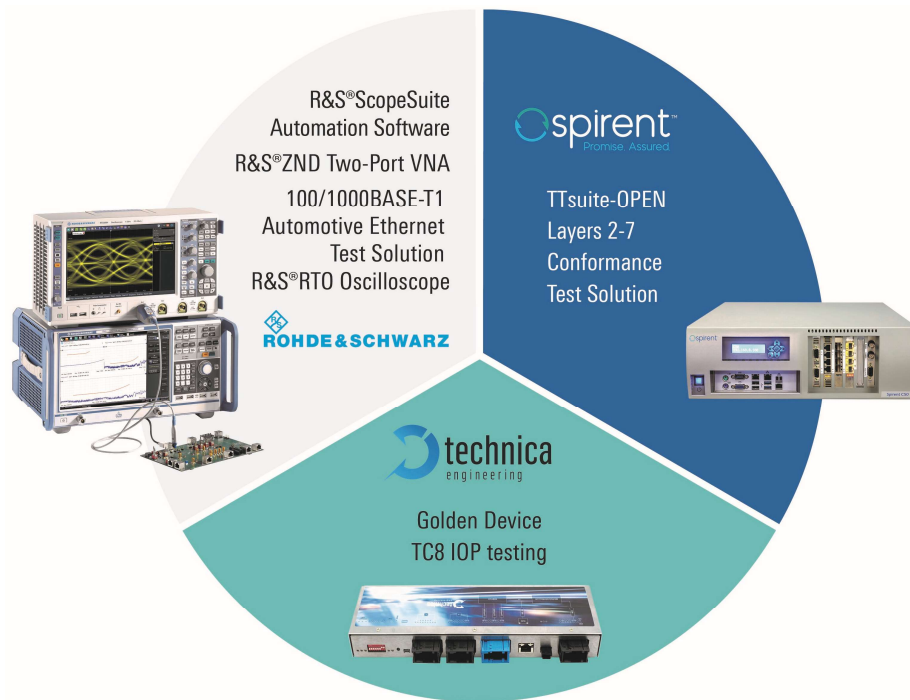 R&S®ScopeSuite
Automation Software
R&S®ZND Two-Port VNA
100/1000BASE-T1
Automotive Ethernet
Test Solution
R&S®RTO Oscilloscope
R&S
ROHDE&SCHWARZ
spirent™
Promise. Assured.
TTsuite-OPEN
Layers 2-7
Conformance
Test Solution
spirent
technica
engineering
Golden Device
TC8 IOP testing